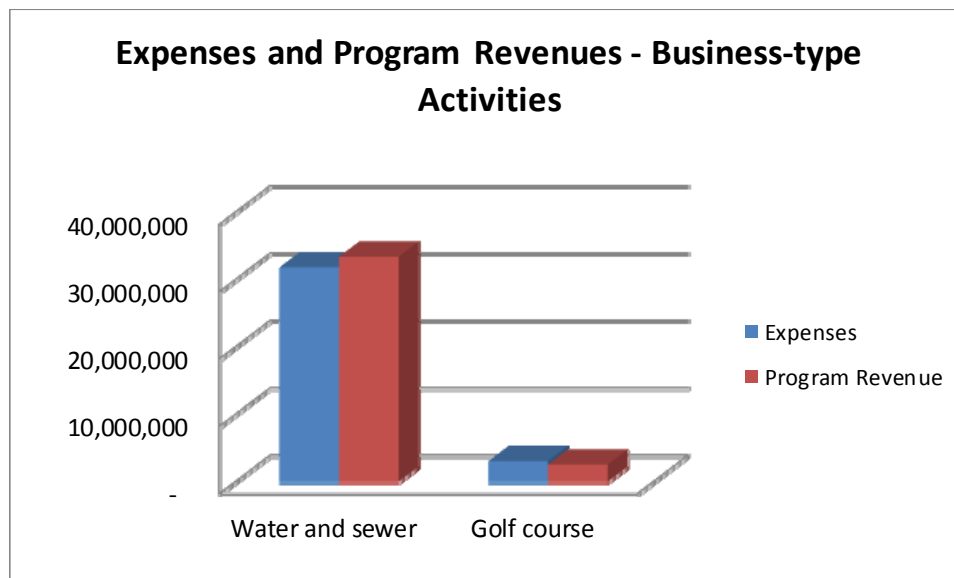 Expenses and Program Revenues - Business-type
Activities
40,000,000
30,000,000
20,000,000
10,000,000
-
Water and sewer
Golf course
Expenses
Program Revenue